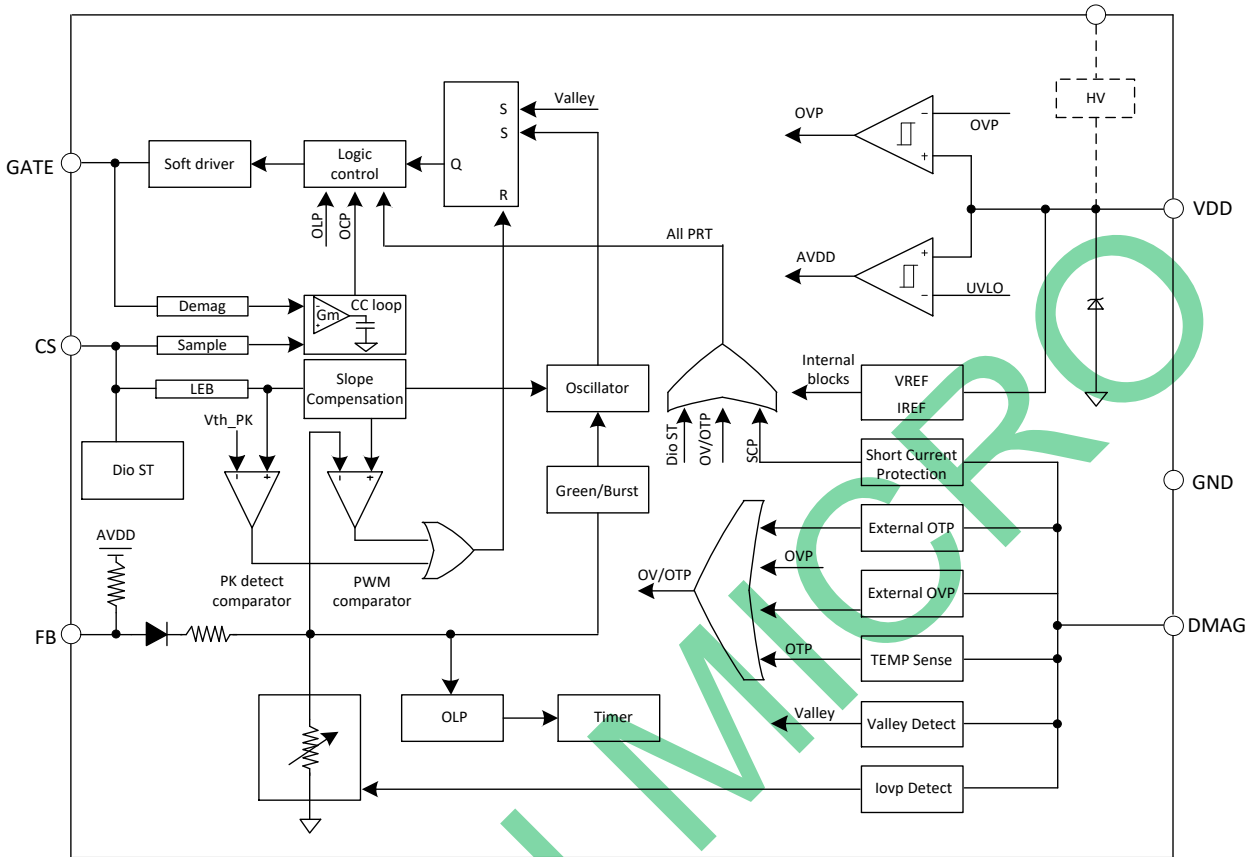 HV
Valley
S
S
Q
R
OVP
-
OVP
+
GATE
Soft driver
Logic
control
VDD
OLP
OCP
All PRT
AVDD
+
-
UVLO
Demag
-
+
Gm
CC loop
CS
Sample
LEB
Slope
Compensation
Oscillator
Internal
blocks
VREF
IREF
Vth_PK
Dio ST
- +
- +
Dio ST
OV/OTP
SCP
Short Current
Protection
GND
Green/Burst
External OTP
AVDD
OVP
OV/OTP
External OVP
PK detect
comparator
PWM
comparator
FB
DMAG
OTP
TEMP Sense
OLP
Timer
Valley
Valley Detect
Iovp Detect
MICRO